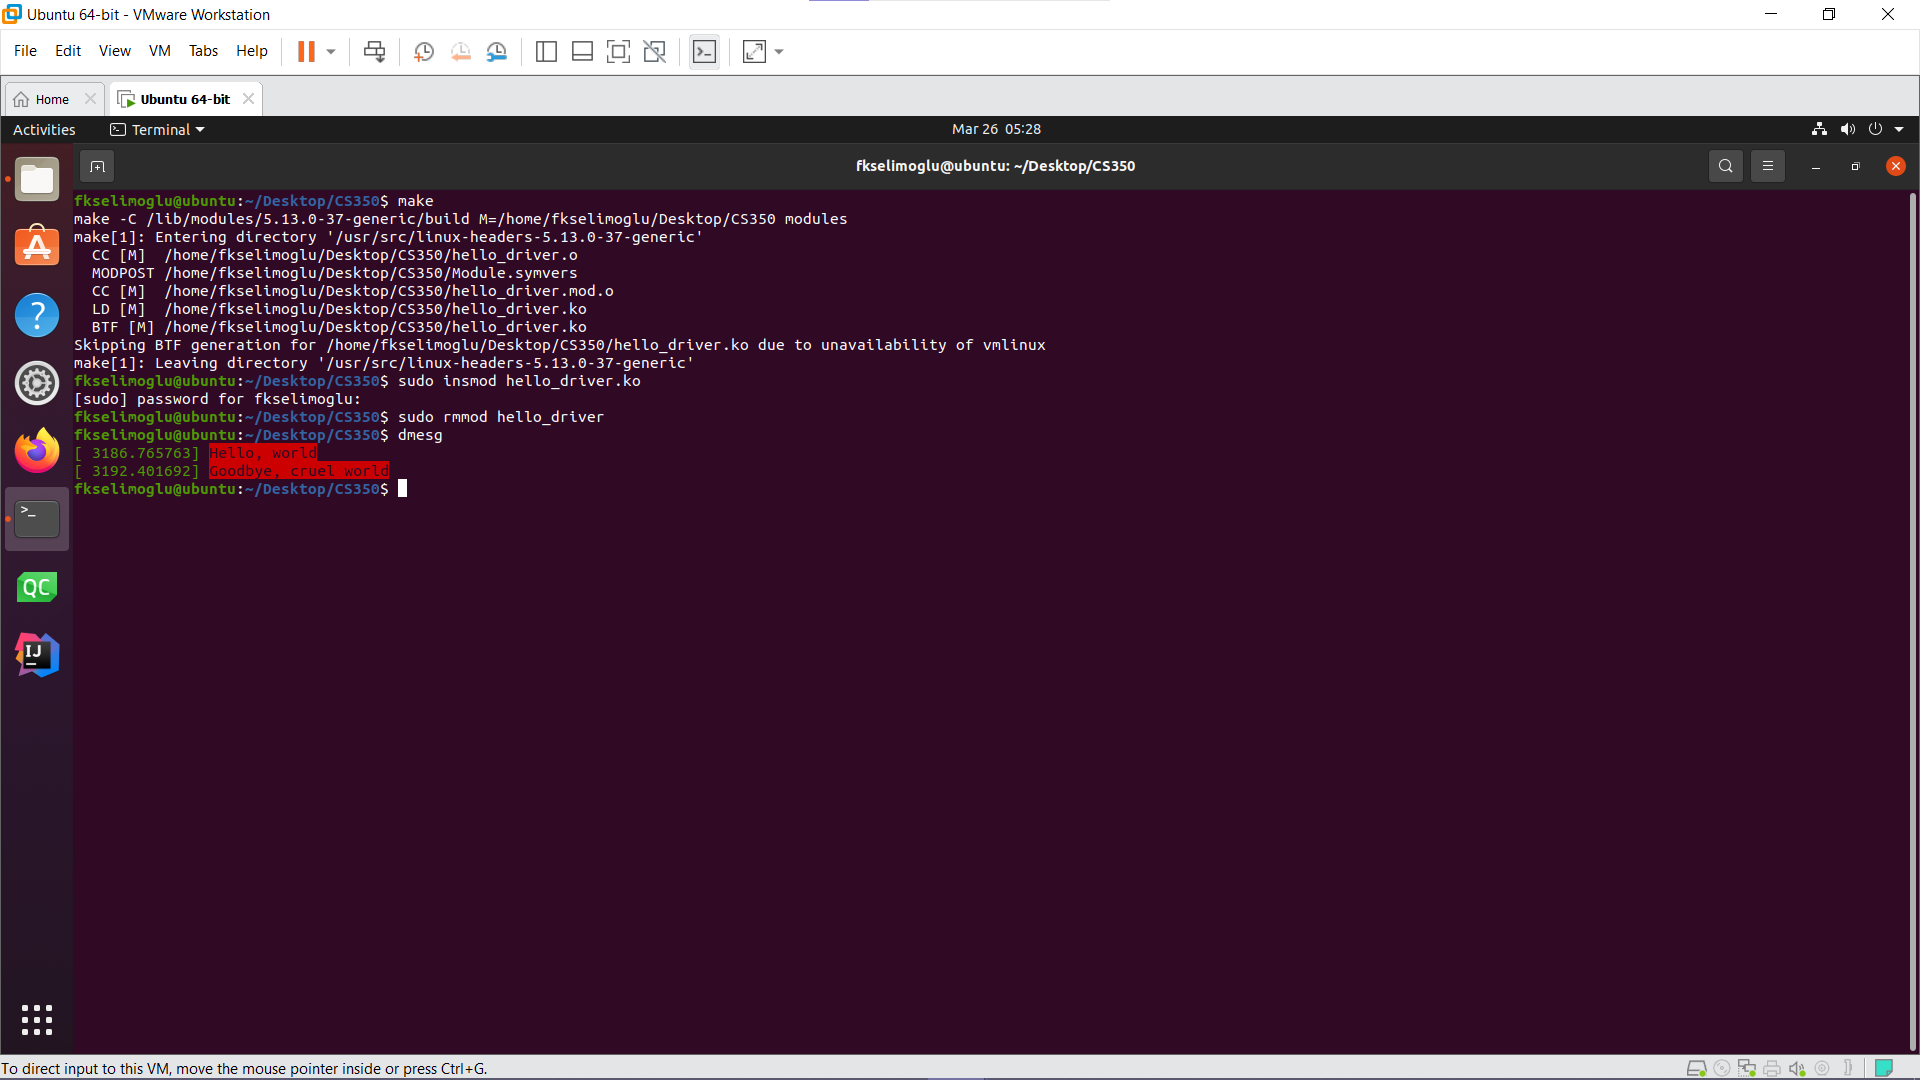 Ubuntu 64-bit - VMware Workstation
File Edit View VM Tabs Help
Home Ubuntu 64-bit
Activities Terminal Mar 26 05:28
fkselimoglu@ubuntu: ~/Desktop/CS350
fkselimoglu@ubuntu:~/Desktop/CS350$ make
make -C /lib/modules/5.13.0-37-generic/build M=/home/fkselimoglu/Desktop/CS350 modules
make[1]: Entering directory '/usr/src/linux-headers-5.13.0-37-generic'
CC [M] /home/fkselimoglu/Desktop/CS350/hello_driver.o
MODPOST /home/fkselimoglu/Desktop/CS350/Module.symvers
CC [M] /home/fkselimoglu/Desktop/CS350/hello_driver.mod.o
LD [M] /home/fkselimoglu/Desktop/CS350/hello_driver.ko
BTF [M] /home/fkselimoglu/Desktop/CS350/hello_driver.ko
Skipping BTF generation for /home/fkselimoglu/Desktop/CS350/hello_driver.ko due to unavailability of vmlinux
make[1]: Leaving directory '/usr/src/linux-headers-5.13.0-37-generic'
fkselimoglu@ubuntu:~/Desktop/CS350$ sudo insmod hello_driver.ko
[sudo] password for fkselimoglu:
fkselimoglu@ubuntu:~/Desktop/CS350$ sudo rmmod hello_driver
fkselimoglu@ubuntu:~/Desktop/CS350$ dmesg
[ 3186.765763] Hello, world
[ 3192.401692] Goodbye, cruel world
fkselimoglu@ubuntu:~/Desktop/CS350$
>_
QC
IJ
To direct input to this VM, move the mouse pointer inside or press Ctrl+G.